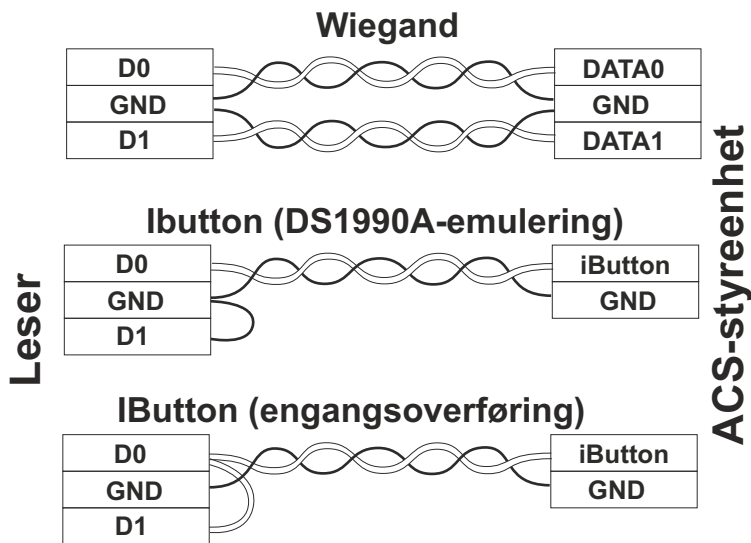 Wiegand
D0
GND
D1
DATA0
GND
DATA1
Ibutton (DS1990A-emulering)
D0
GND
D1
iButton
GND
IButton (engangsoverføring)
D0
GND
D1
iButton
GND
Leser
ACS-styreenhet